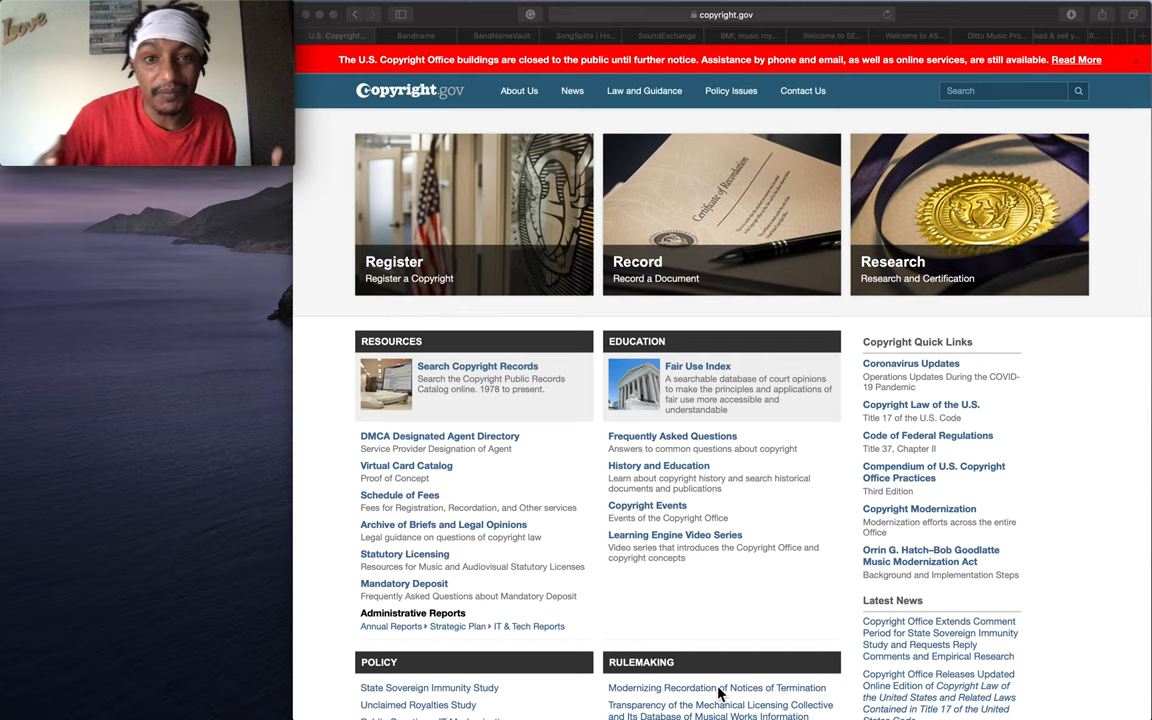 Love
copyright.gov
U.S. Copyright...
Bandname
BandNameVault
SongSplits | Ho...
SoundExchange
BMI, music roy...
Welcome to SE...
Welcome to AS...
Ditto Music Pro...
oad & sell y...
R...
The U.S. Copyright Office buildings are closed to the public until further notice. Assistance by phone and email, as well as online services, are still available. Read More
Copyright.gov
About Us
News
Law and Guidance
Policy Issues
Contact Us
Search
Certificate of Recordation
Register
Register a Copyright
Record
Record a Document
Research
Research and Certification
RESOURCES
Search Copyright Records
Search the Copyright Public Records
Catalog online. 1978 to present.
DMCA Designated Agent Directory
Service Provider Designation of Agent
Virtual Card Catalog
Proof of Concept
Schedule of Fees
Fees for Registration, Recordation, and Other services
Archive of Briefs and Legal Opinions
Legal guidance on questions of copyright law
Statutory Licensing
Resources for Music and Audiovisual Statutory Licenses
Mandatory Deposit
Frequently Asked Questions about Mandatory Deposit
Administrative Reports
Annual Reports Strategic Plan IT & Tech Reports
EDUCATION
Fair Use Index
A searchable database of court opinions
to make the principles and applications of
fair use more accessible and
understandable
Frequently Asked Questions
Answers to common questions about copyright
History and Education
Learn about copyright history and search historical
documents and publications
Copyright Events
Events of the Copyright Office
Learning Engine Video Series
Video series that introduces the Copyright Office and
copyright concepts
Copyright Quick Links
Coronavirus Updates
Operations Updates During the COVID-
19 Pandemic
Copyright Law of the U.S.
Title 17 of the U.S. Code
Code of Federal Regulations
Title 37, Chapter II
Compendium of U.S. Copyright
Office Practices
Third Edition
Copyright Modernization
Modernization efforts across the entire
Office
Orrin G. Hatch–Bob Goodlatte
Music Modernization Act
Background and Implementation Steps
Latest News
Copyright Office Extends Comment
Period for State Sovereign Immunity
Study and Requests Reply
Comments and Empirical Research
Copyright Office Releases Updated
Online Edition of Copyright Law of
the United States and Related Laws
Contained in Title 17 of the United
POLICY
State Sovereign Immunity Study
Unclaimed Royalties Study
RULEMAKING
Modernizing Recordation of Notices of Termination
Transparency of the Mechanical Licensing Collective
and Its Database of Musical Works Information